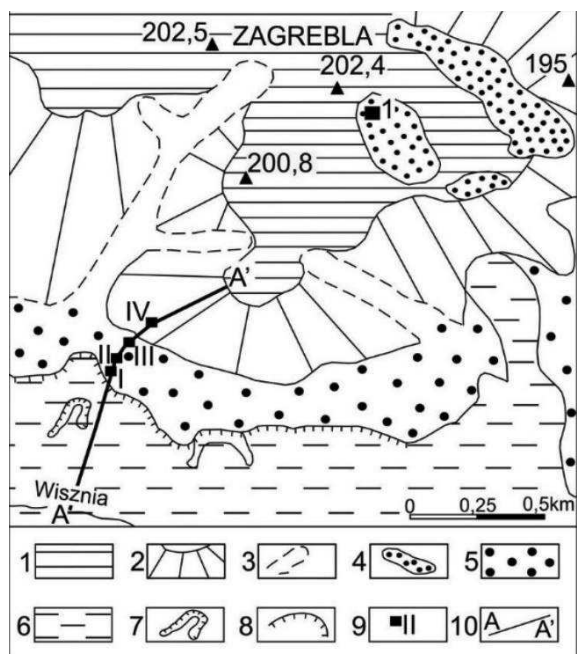 202,5 ZAGREBLA
202,4 195
1
200,8
A'
IV
II III
I
Wisznia
A'
0 0,25 0,5km
1 2 3 4 5
6 7 8 9 II 10 A A'